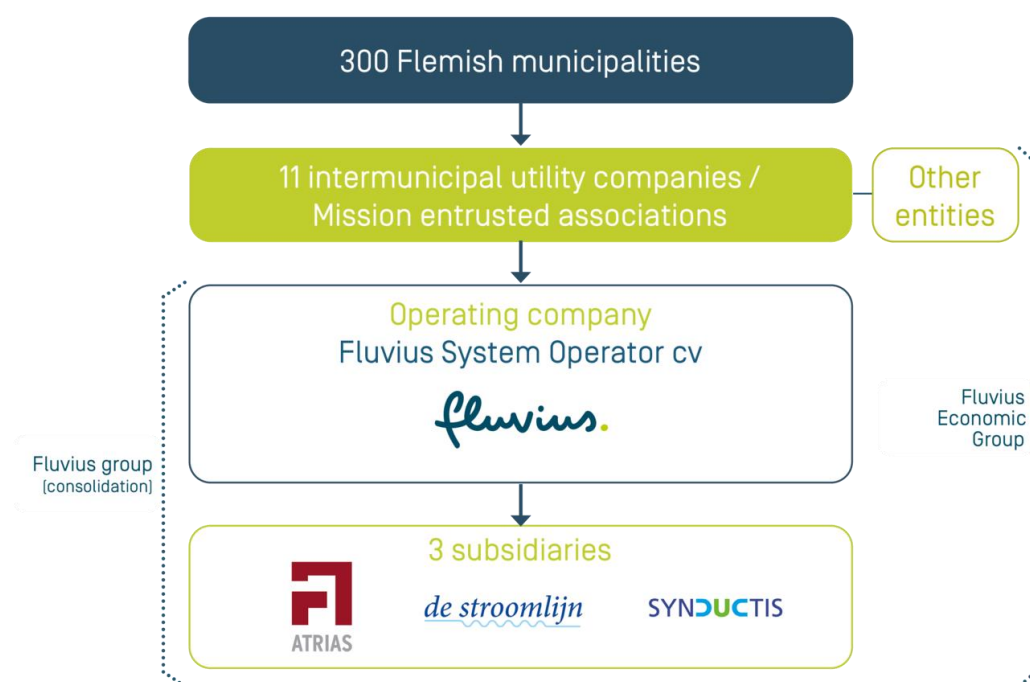 300 Flemish municipalities
11 intermunicipal utility companies /
Mission entrusted associations
Other
entities
Operating company
Fluvius System Operator cv
fluvius.
Fluvius
Economic
Group
Fluvius group
(consolidation)
3 subsidiaries
ATRIAS
de stroomlijn
SYNDUCTIS